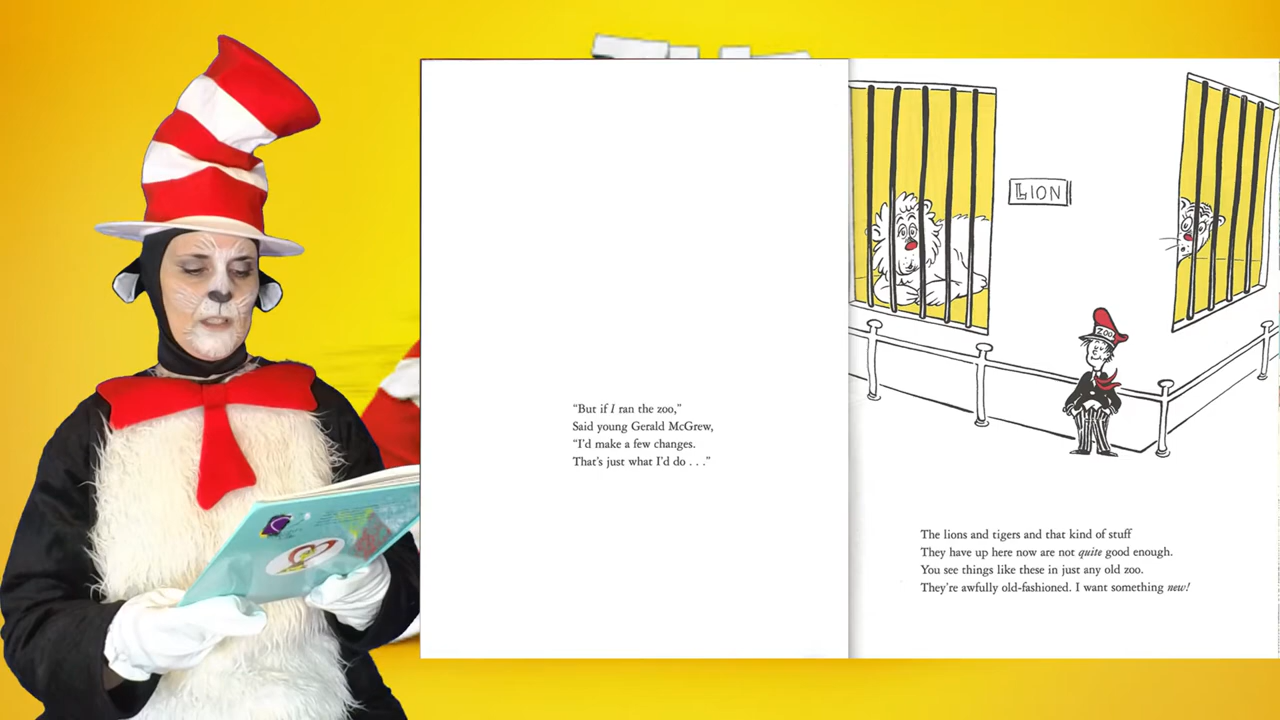 “But if I ran the zoo,”
Said young Gerald McGrew,
“I’d make a few changes.
That’s just what I’d do . . .”
LION
ZOO
The lions and tigers and that kind of stuff
They have up here now are not quite good enough.
You see things like these in just any old zoo.
They’re awfully old-fashioned. I want something new!